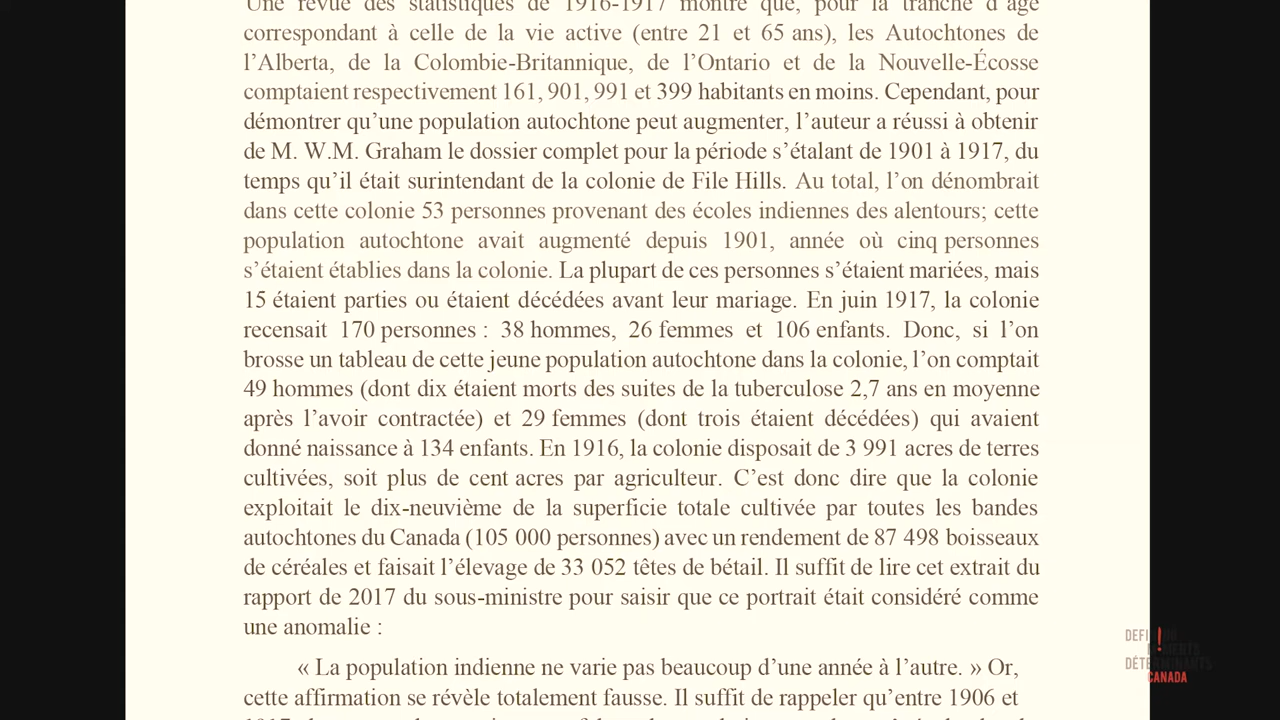 Une revue des statistiques de 1916-1917 montre que, pour la tranche d'âge
correspondant à celle de la vie active (entre 21 et 65 ans), les Autochtones de
l'Alberta, de la Colombie-Britannique, de l'Ontario et de la Nouvelle-Écosse
comptaient respectivement 161, 901, 991 et 399 habitants en moins. Cependant, pour
démontrer qu'une population autochtone peut augmenter, l'auteur a réussi à obtenir
de M. W.M. Graham le dossier complet pour la période s'étalant de 1901 à 1917, du
temps qu'il était surintendant de la colonie de File Hills. Au total, l'on dénombrait
dans cette colonie 53 personnes provenant des écoles indiennes des alentours; cette
population autochtone avait augmenté depuis 1901, année où cinq personnes
s'étaient établies dans la colonie. La plupart de ces personnes s'étaient mariées, mais
15 étaient parties ou étaient décédées avant leur mariage. En juin 1917, la colonie
recensait 170 personnes : 38 hommes, 26 femmes et 106 enfants. Donc, si l'on
brosse un tableau de cette jeune population autochtone dans la colonie, l'on comptait
49 hommes (dont dix étaient morts des suites de la tuberculose 2,7 ans en moyenne
après l'avoir contractée) et 29 femmes (dont trois étaient décédées) qui avaient
donné naissance à 134 enfants. En 1916, la colonie disposait de 3 991 acres de terres
cultivées, soit plus de cent acres par agriculteur. C'est donc dire que la colonie
exploitait le dix-neuvième de la superficie totale cultivée par toutes les bandes
autochtones du Canada (105 000 personnes) avec un rendement de 87 498 boisseaux
de céréales et faisait l'élevage de 33 052 têtes de bétail. Il suffit de lire cet extrait du
rapport de 2017 du sous-ministre pour saisir que ce portrait était considéré comme
une anomalie :
« La population indienne ne varie pas beaucoup d'une année à l'autre. » Or,
cette affirmation se révèle totalement fausse. Il suffit de rappeler qu'entre 1906 et
CANADA